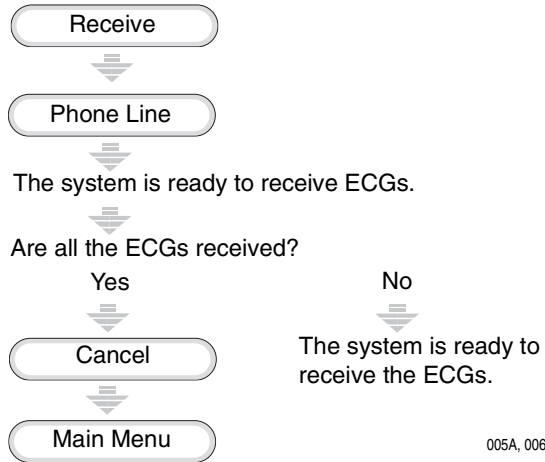 Receive
Phone Line
The system is ready to receive ECGs.
Are all the ECGs received?
Yes
No
Cancel
The system is ready to
receive the ECGs.
Main Menu
005A, 006